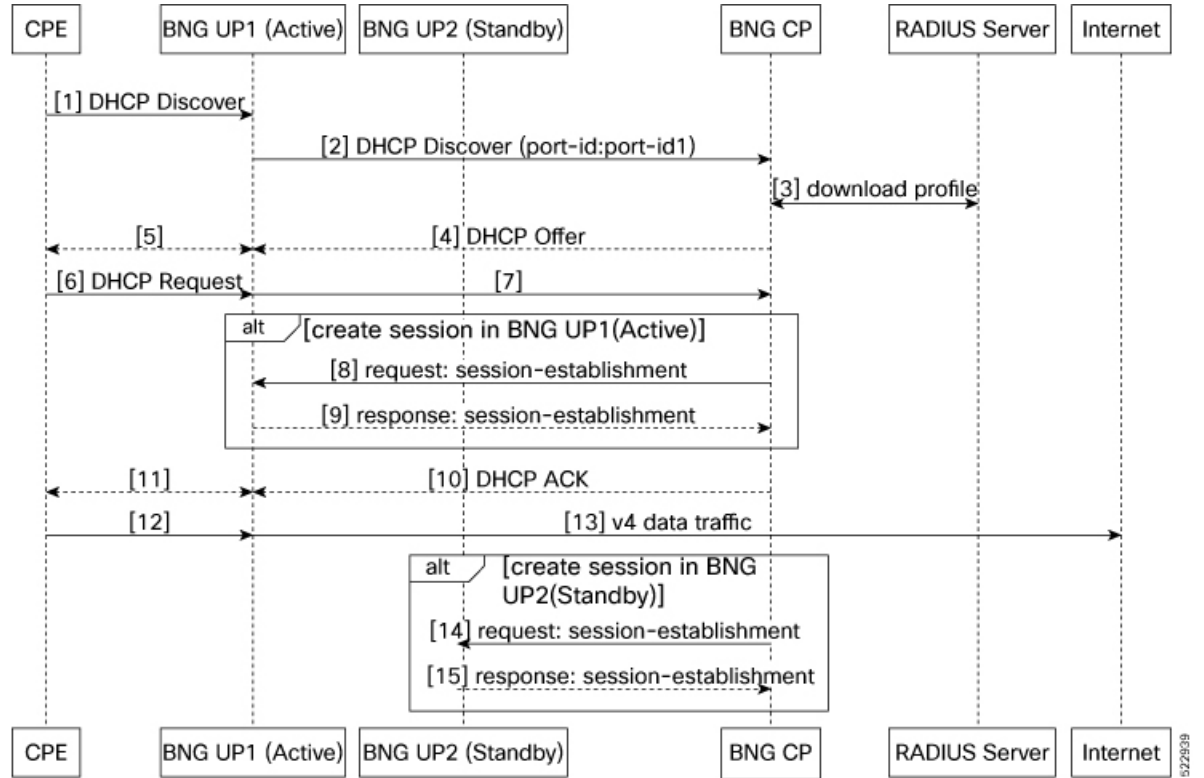 CPE
BNG UP1 (Active)
BNG UP2 (Standby)
BNG CP
RADIUS Server
Internet
[1] DHCP Discover
[2] DHCP Discover (port-id:port-id1)
[3] download profile
[5]
[4] DHCP Offer
[6] DHCP Request
[7]
alt
[create session in BNG UP1(Active)]
[8] request: session-establishment
[9] response: session-establishment
[11]
[10] DHCP ACK
[12]
[13] v4 data traffic
alt
[create session in BNG
UP2(Standby)]
[14] request: session-establishment
[15] response: session-establishment
CPE
BNG UP1 (Active)
BNG UP2 (Standby)
BNG CP
RADIUS Server
Internet
522939